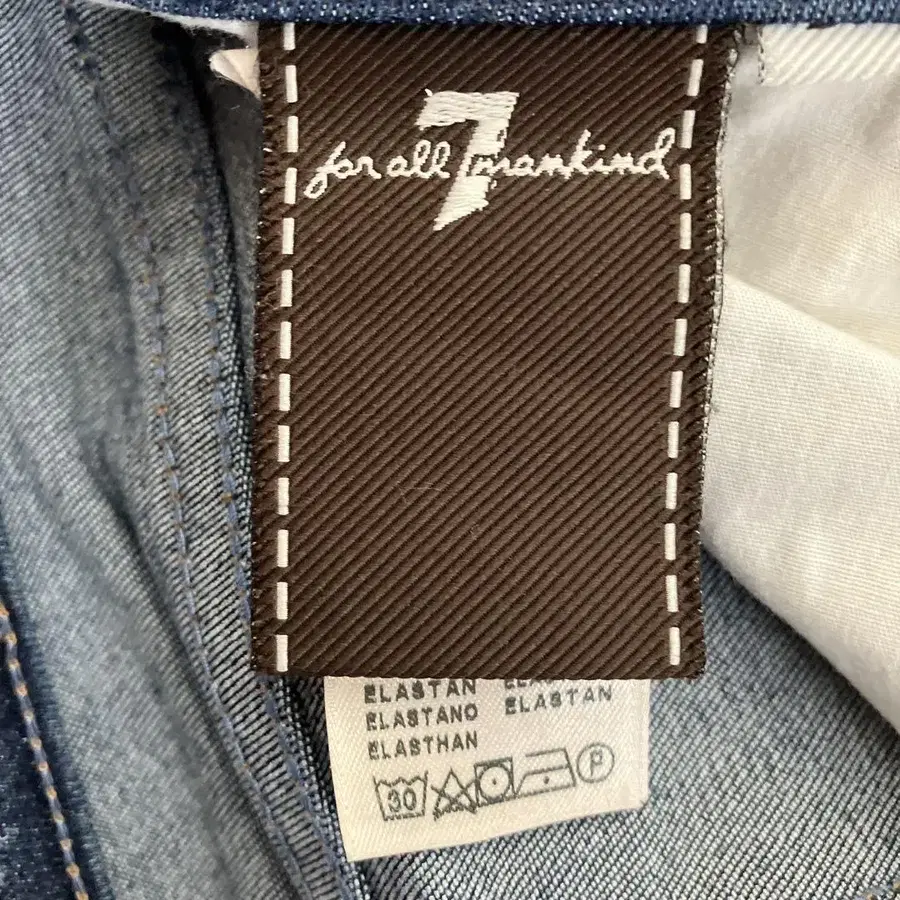 for all 7 mankind
ELASTAN
ELASTANO ELASTAN
ELASTHAN
30 P